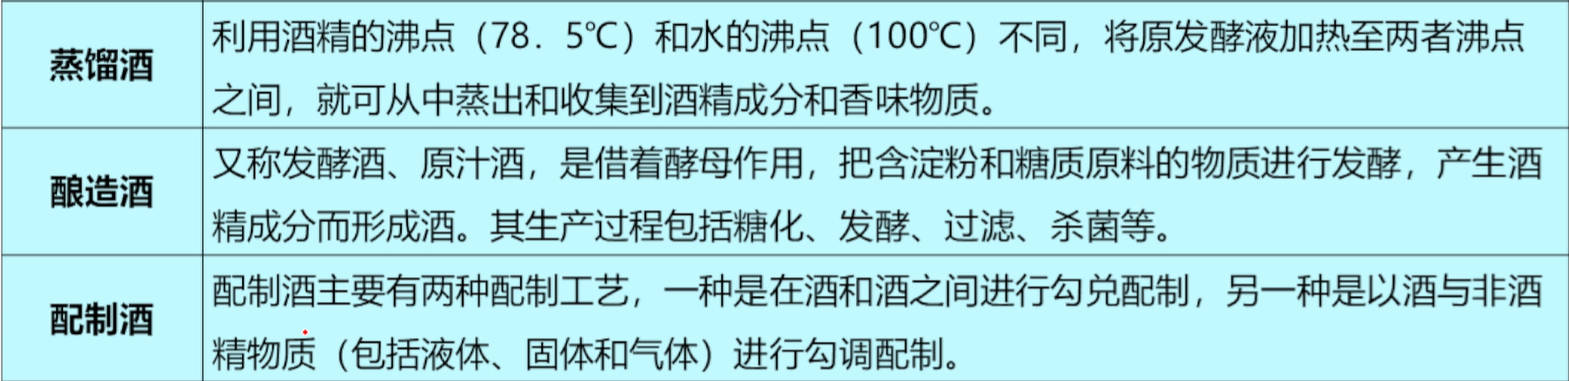 蒸馏酒
利用酒精的沸点（78．5℃）和水的沸点（100℃）不同，将原发酵液加热至两者沸点
之间，就可从中蒸出和收集到酒精成分和香味物质。
酿造酒
又称发酵酒、原汁酒，是借着酵母作用，把含淀粉和糖质原料的物质进行发酵，产生酒
精成分而形成酒。其生产过程包括糖化、发酵、过滤、杀菌等。
配制酒
配制酒主要有两种配制工艺，一种是在酒和酒之间进行勾兑配制，另一种是以酒与非酒
精物质（包括液体、固体和气体）进行勾调配制。